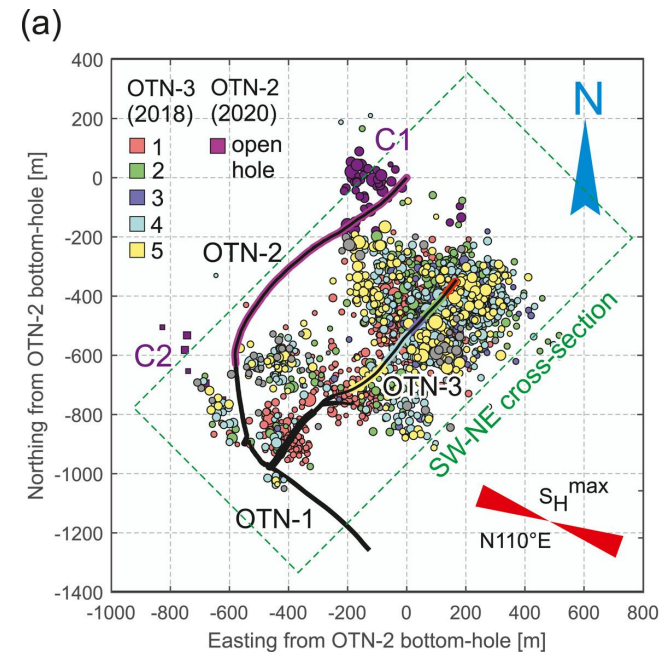 (a)
400
200
0
-200
-400
-600
-800
-1000
-1200
-1400
Northing from OTN-2 bottom-hole [m]
OTN-3
(2018)
1
2
3
4
5
OTN-2
(2020)
open
hole
C1
N
OTN-2
C2
OTN-3
SW-NE cross-section
OTN-1
SHmax
N110°E
-1000 -800 -600 -400 -200 0 200 400 600 800
Easting from OTN-2 bottom-hole [m]